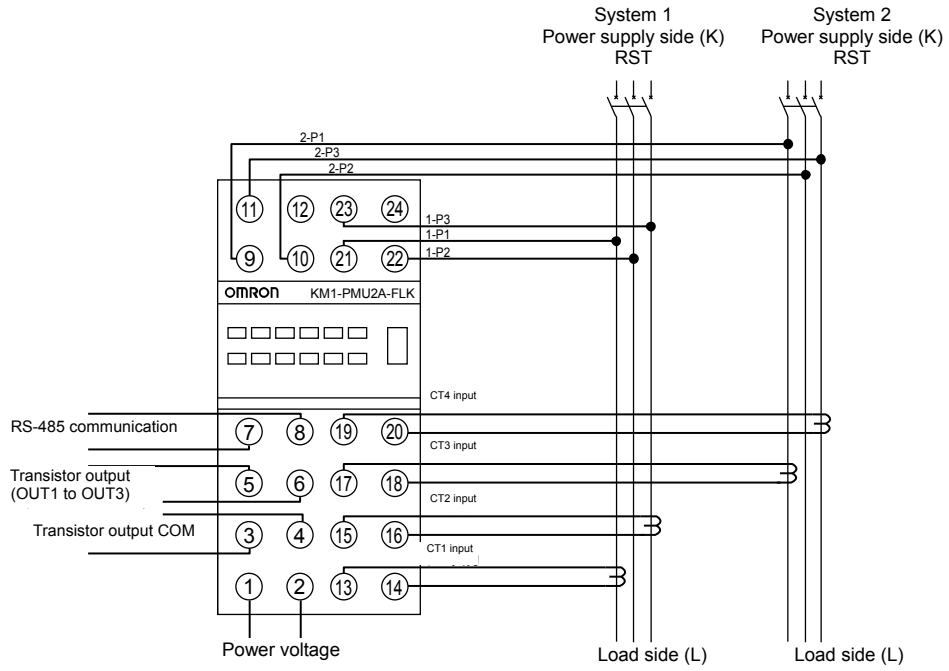 System 1
Power supply side (K)
RST
System 2
Power supply side (K)
RST
2-P1
2-P3
2-P2
11 12 23 24
1-P3
1-P1
1-P2
9 10 21 22
OMRON KM1-PMU2A-FLK
CT4 input
RS-485 communication
7 8 19 20
CT3 input
Transistor output
(OUT1 to OUT3)
5 6 17 18
CT2 input
Transistor output COM
3 4 15 16
CT1 input
1 2 13 14
Power voltage
Load side (L)
Load side (L)